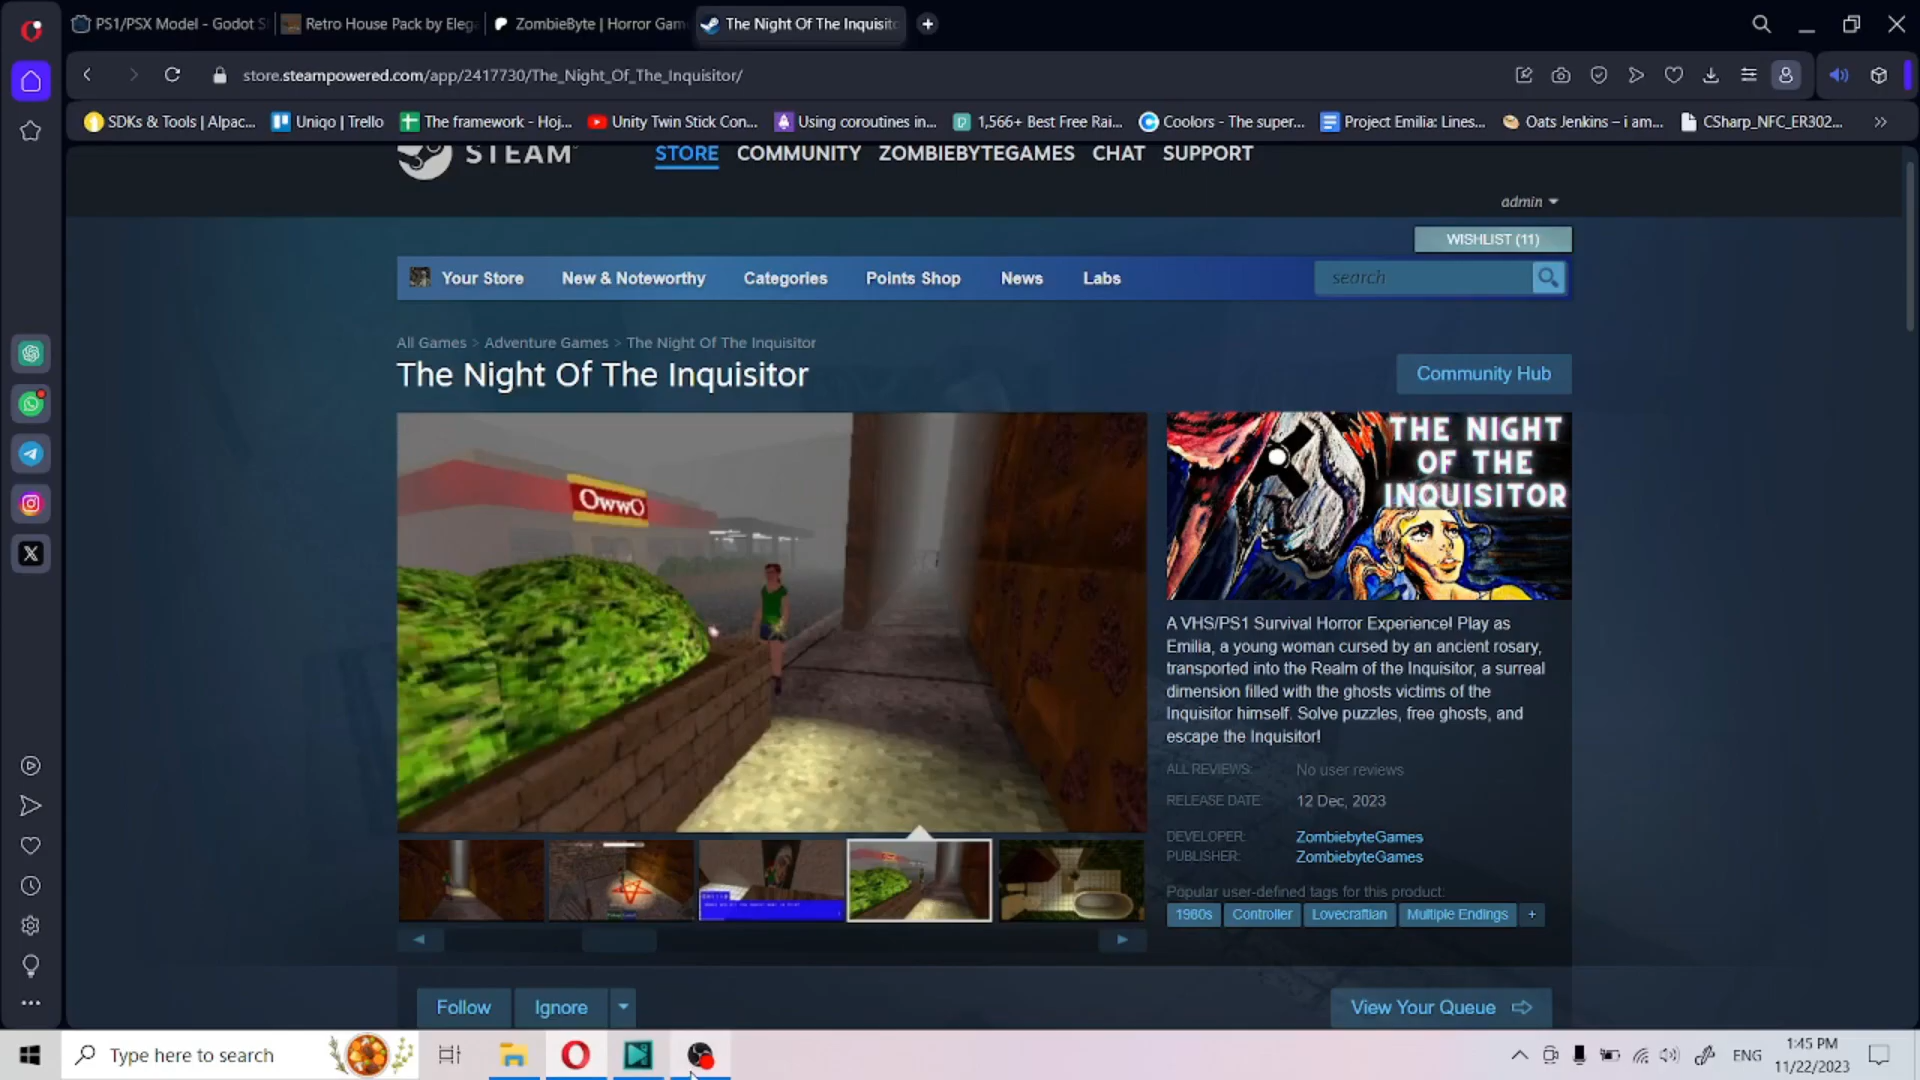 PS1/PSX Model - Godot S
Retro House Pack by Eleg
ZombieByte | Horror Gam
The Night Of The Inquisito
store.steampowered.com/app/2417730/The_Night_Of_The_Inquisitor/
SDKs & Tools | Alpac...
Uniqo | Trello
The framework - Hoj...
Unity Twin Stick Con...
Using coroutines in...
1,566+ Best Free Rai...
Coolors - The super...
Project Emilia: Lines...
Oats Jenkins – i am...
CSharp_NFC_ER302...
STEAM
STORE COMMUNITY ZOMBIEBYTEGAMES CHAT SUPPORT
admin
WISHLIST (11)
Your Store New & Noteworthy Categories Points Shop News Labs
search
All Games > Adventure Games > The Night Of The Inquisitor
The Night Of The Inquisitor
Community Hub
OwwO
THE NIGHT
OF THE
INQUISITOR
A VHS/PS1 Survival Horror Experience! Play as
Emilia, a young woman cursed by an ancient rosary,
transported into the Realm of the Inquisitor, a surreal
dimension filled with the ghosts victims of the
Inquisitor himself. Solve puzzles, free ghosts, and
escape the Inquisitor!
ALL REVIEWS: No user reviews
RELEASE DATE: 12 Dec, 2023
DEVELOPER: ZombiebyteGames
PUBLISHER: ZombiebyteGames
Popular user-defined tags for this product:
1980s Controller Lovecraftian Multiple Endings +
Follow Ignore
View Your Queue
Type here to search
ENG
1:45 PM
11/22/2023